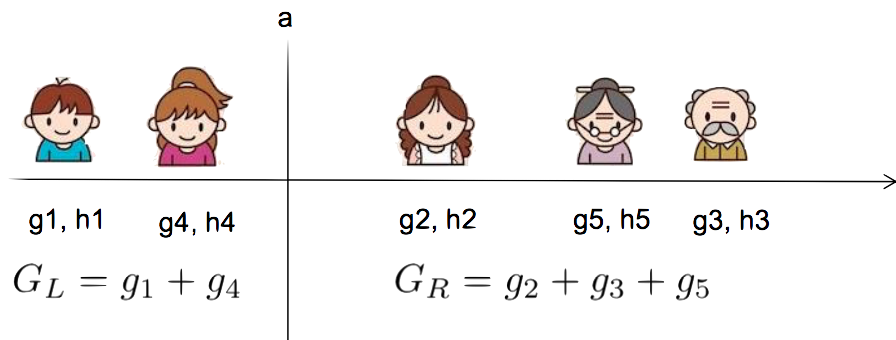 a
g1, h1 g4, h4 g2, h2 g5, h5 g3, h3
G_L = g_1 + g_4 G_R = g_2 + g_3 + g_5